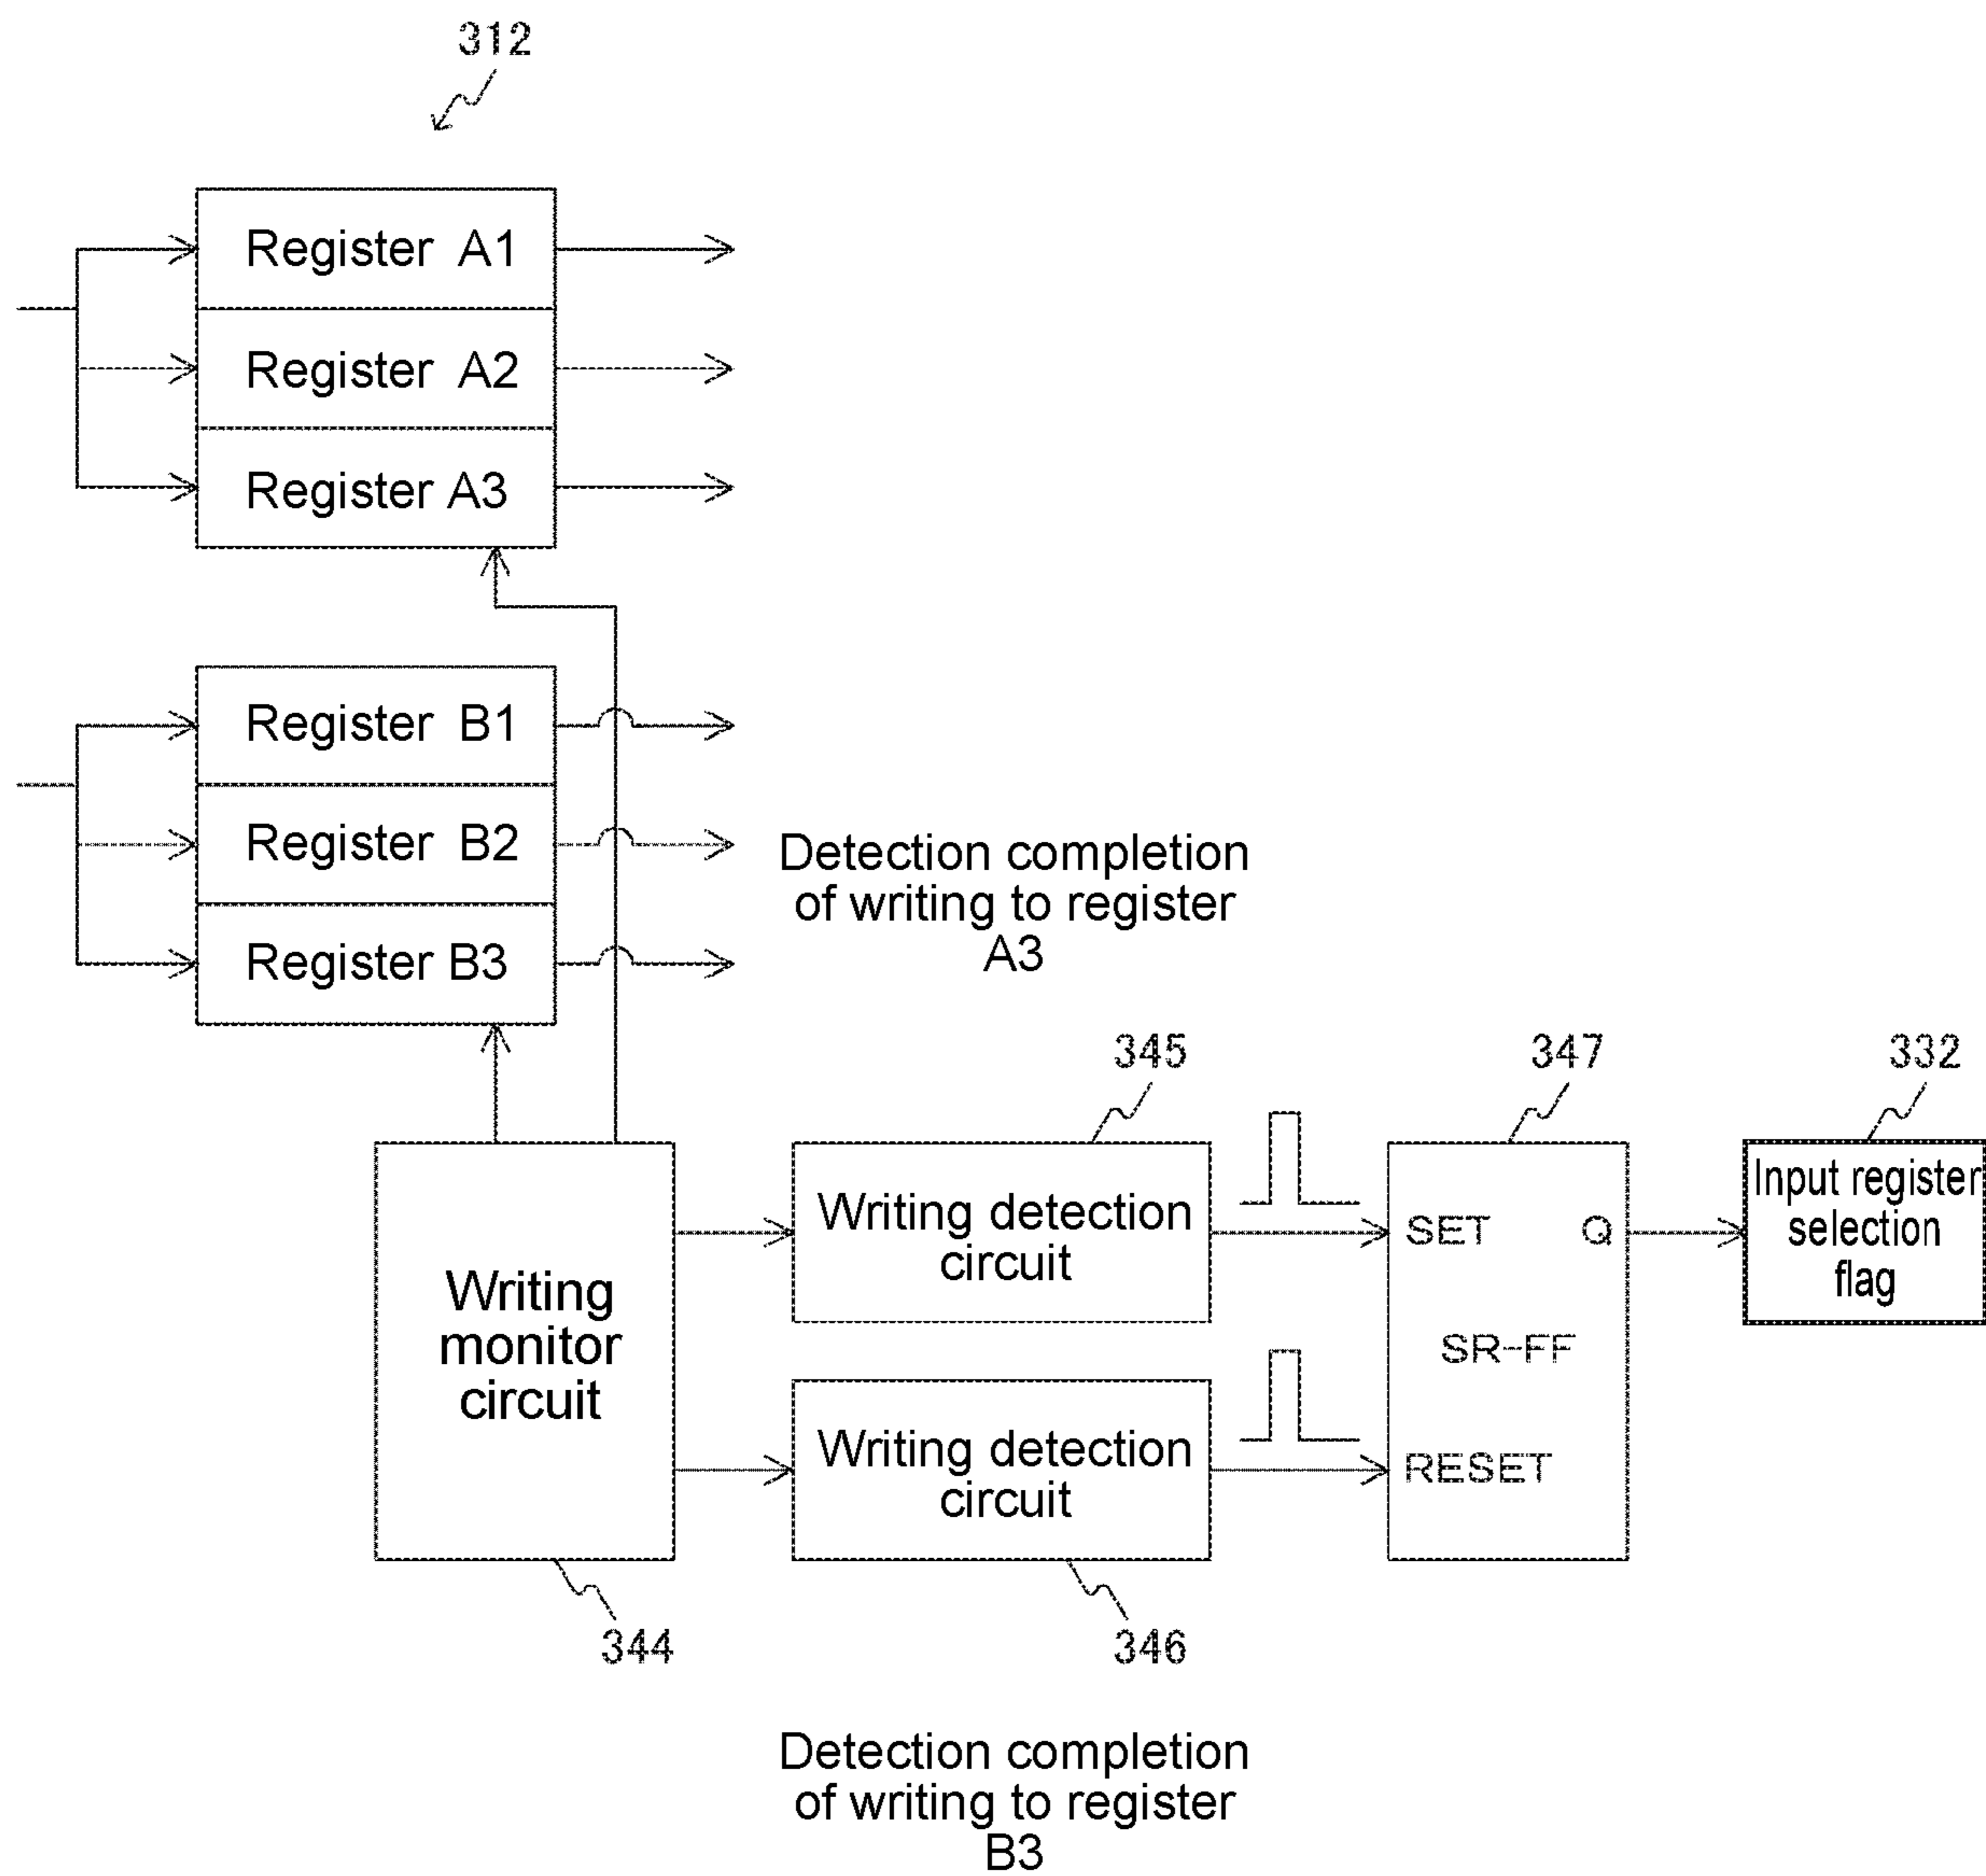 312
Register A1
Register A2
Register A3
Register B1
Register B2
Register B3
Detection completion
of writing to register
A3
345
347
332
Writing
monitor
circuit
Writing detection
circuit
Writing detection
circuit
SET Q
SR-FF
RESET
Input register
selection
flag
344
346
Detection completion
of writing to register
B3